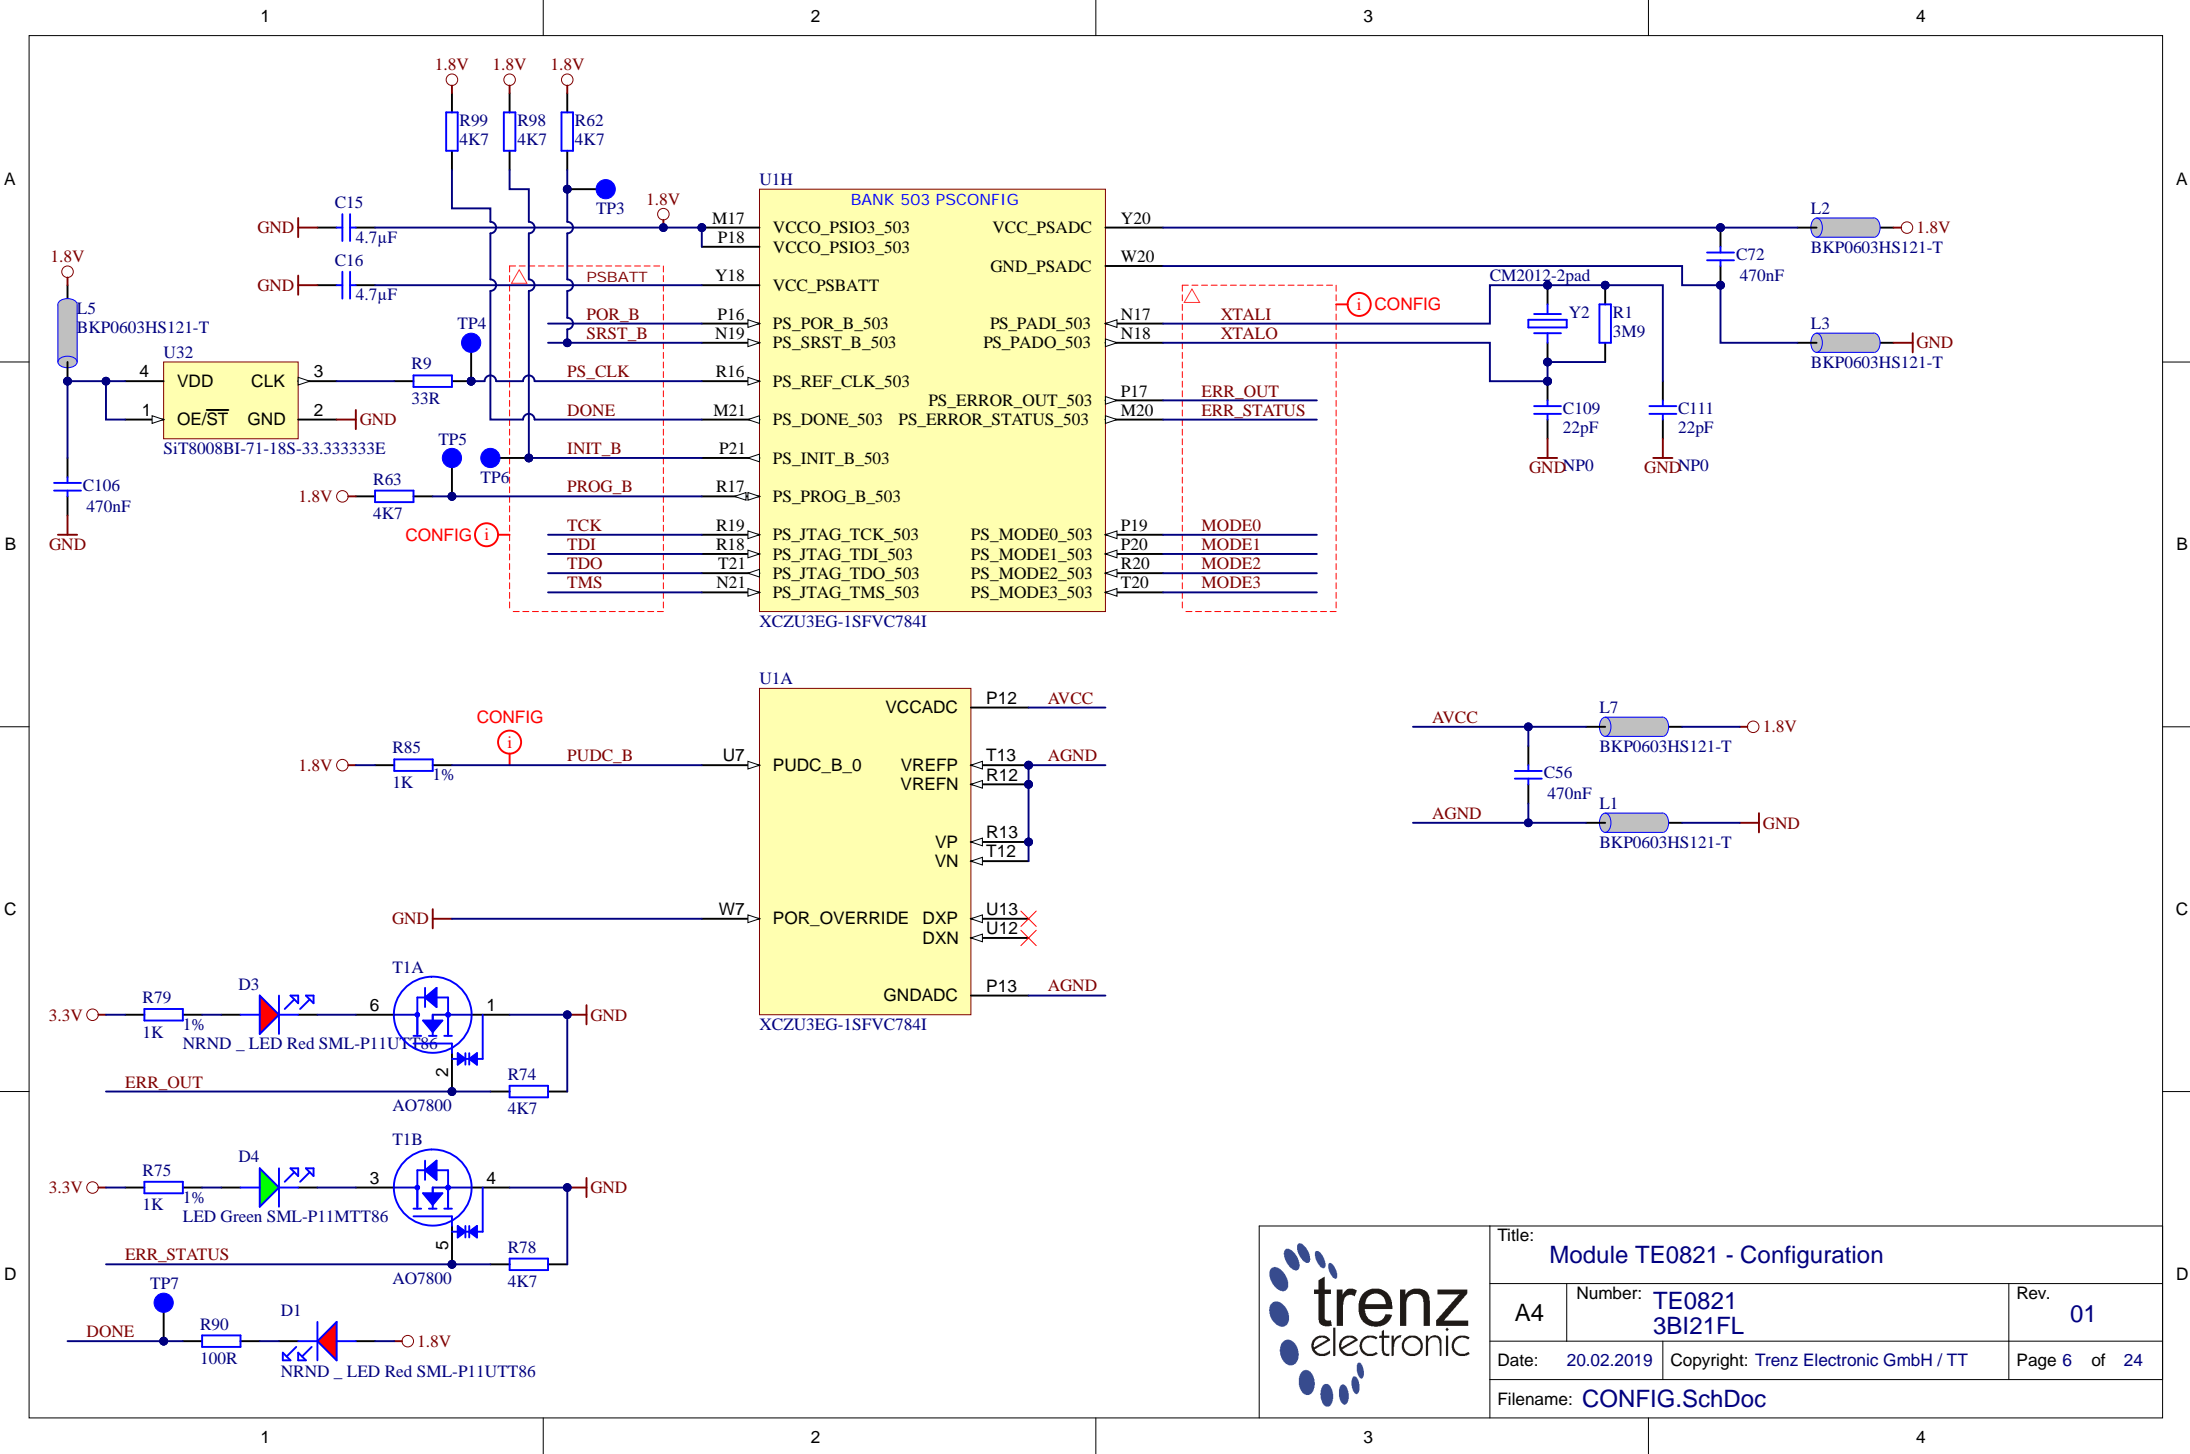 1 2 3 4
A A
B B
C C
D D
1.8V 1.8V 1.8V
R99 R98 R62
4K7 4K7 4K7
TP3
1.8V
C15
GND
4.7µF
C16
GND
4.7µF
1.8V
L5
BKP0603HS121-T
U32
4 VDD CLK 3
1 OE/ST GND 2 GND
SiT8008BI-71-18S-33.333333E
C106
470nF
GND
R9
33R
TP4
TP5
TP6
1.8V R63
4K7
CONFIG i
PSBATT
POR_B
SRST_B
PS_CLK
DONE
INIT_B
PROG_B
TCK
TDI
TDO
TMS
U1H
BANK 503 PSCONFIG
M17 VCCO_PSIO3_503
P18 VCCO_PSIO3_503
Y18 VCC_PSBATT
P16 PS_POR_B_503
N19 PS_SRST_B_503
R16 PS_REF_CLK_503
M21 PS_DONE_503
P21 PS_INIT_B_503
R17 PS_PROG_B_503
R19 PS_JTAG_TCK_503
R18 PS_JTAG_TDI_503
T21 PS_JTAG_TDO_503
N21 PS_JTAG_TMS_503
VCC_PSADC Y20
GND_PSADC W20
PS_PADI_503 N17 XTALI
PS_PADO_503 N18 XTALO
PS_ERROR_OUT_503 P17 ERR_OUT
PS_ERROR_STATUS_503 M20 ERR_STATUS
PS_MODE0_503 P19 MODE0
PS_MODE1_503 P20 MODE1
PS_MODE2_503 R20 MODE2
PS_MODE3_503 T20 MODE3
XCZU3EG-1SFVC784I
i CONFIG
CM2012-2pad
Y2 R1
3M9
C109
22pF
GND NP0
C111
22pF
GND NP0
L2
1.8V
BKP0603HS121-T
C72
470nF
L3
GND
BKP0603HS121-T
U1A
VCCADC P12 AVCC
U7 PUDC_B_0
VREFP T13 AGND
VREFN R12
VP R13
VN T12
W7 POR_OVERRIDE
DXP U13
DXN U12
GNDADC P13 AGND
XCZU3EG-1SFVC784I
CONFIG
i
1.8V R85 PUDC_B
1K 1%
GND
AVCC L7 1.8V
BKP0603HS121-T
C56
470nF
AGND L1 GND
BKP0603HS121-T
T1A
3.3V R79 D3 6 1 GND
1K 1%
NRND _ LED Red SML-P11UTT86
2
ERR_OUT R74
AO7800 4K7
T1B
3.3V R75 D4 3 4 GND
1K 1%
LED Green SML-P11MTT86
5
ERR_STATUS R78
AO7800 4K7
TP7
DONE R90 D1 1.8V
100R
NRND _ LED Red SML-P11UTT86
trenz
electronic
Title:
Module TE0821 - Configuration
A4
Number: TE0821
3BI21FL
Rev.
01
Date: 20.02.2019
Copyright: Trenz Electronic GmbH / TT
Page 6 of 24
Filename: CONFIG.SchDoc
1 2 3 4